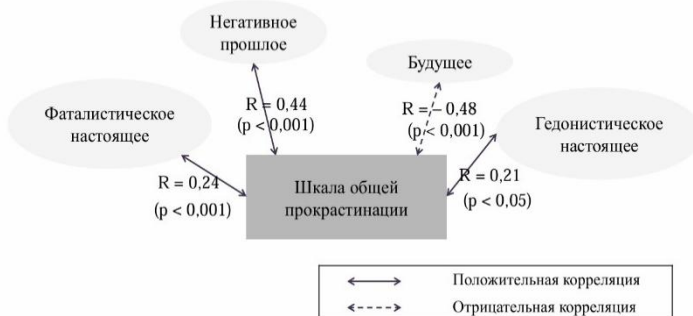 Негативное
прошлое
Будущее
Фаталистическое
настоящее
R = 0,44
(p < 0,001)
R = – 0,48
(p < 0,001)
Гедонистическое
настоящее
R = 0,24
(p < 0,001)
Шкала общей
прокрастинации
R = 0,21
(p < 0,05)
Положительная корреляция
Отрицательная корреляция